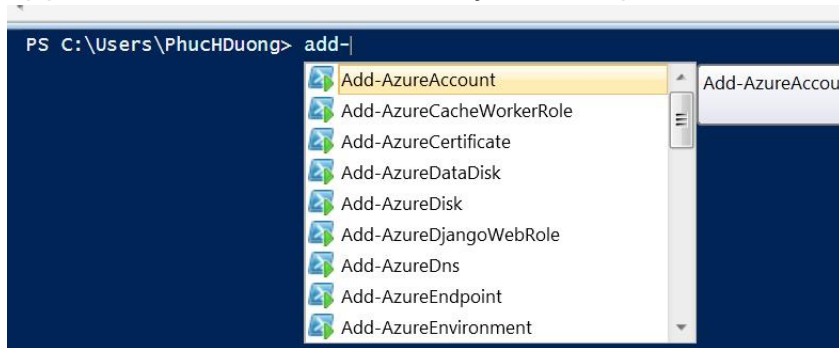 PS C:\Users\PhucHDuong> add-
Add-AzureAccount
Add-AzureCacheWorkerRole
Add-AzureCertificate
Add-AzureDataDisk
Add-AzureDisk
Add-AzureDjangoWebRole
Add-AzureDns
Add-AzureEndpoint
Add-AzureEnvironment
Add-AzureAccou